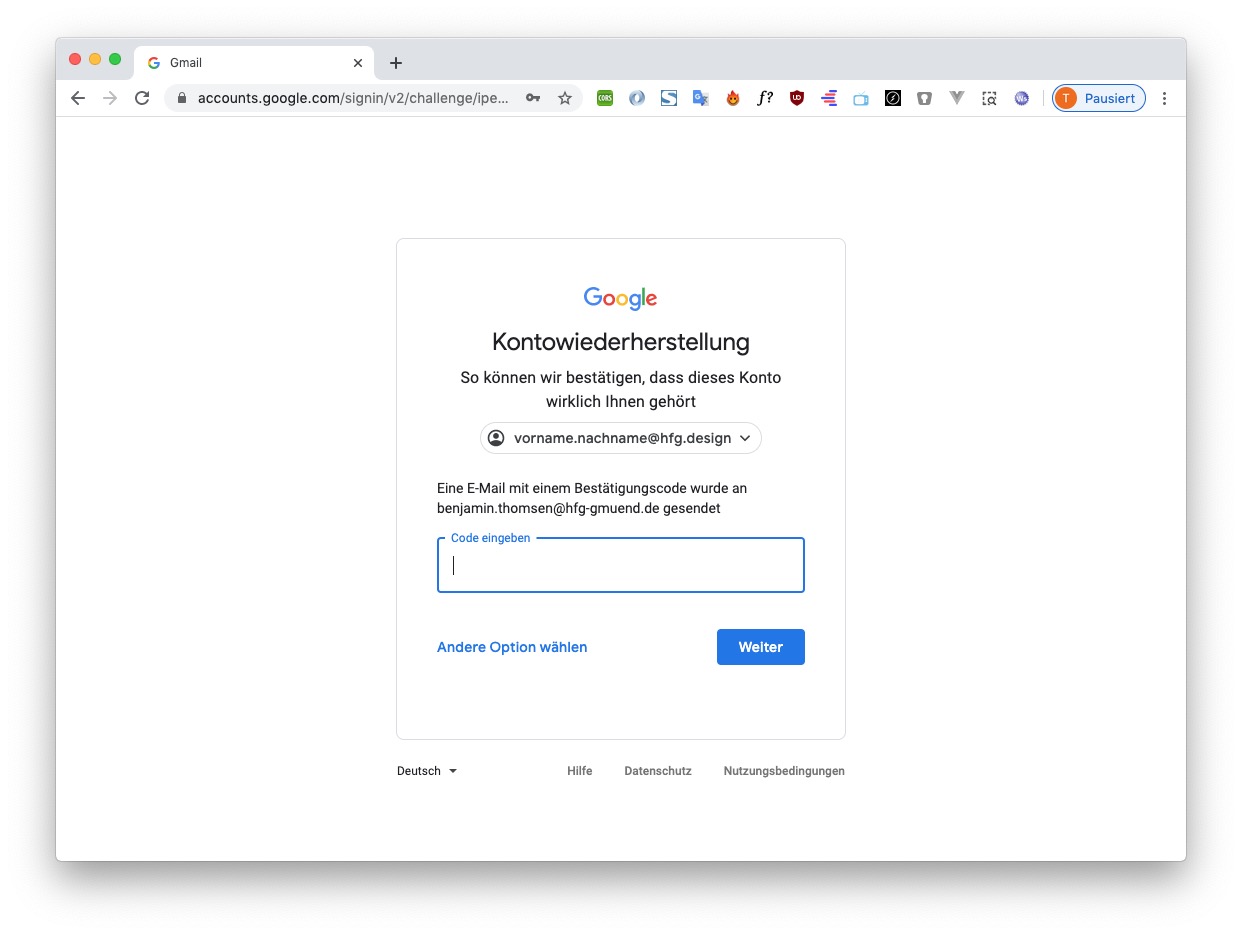 Gmail
accounts.google.com/signin/v2/challenge/ipe...
CORS
f?
T Pausiert
Google
Kontowiederherstellung
So können wir bestätigen, dass dieses Konto
wirklich Ihnen gehört
vorname.nachname@hfg.design
Eine E-Mail mit einem Bestätigungscode wurde an
benjamin.thomsen@hfg-gmuend.de gesendet
Code eingeben
Andere Option wählen
Weiter
Deutsch
Hilfe
Datenschutz
Nutzungsbedingungen